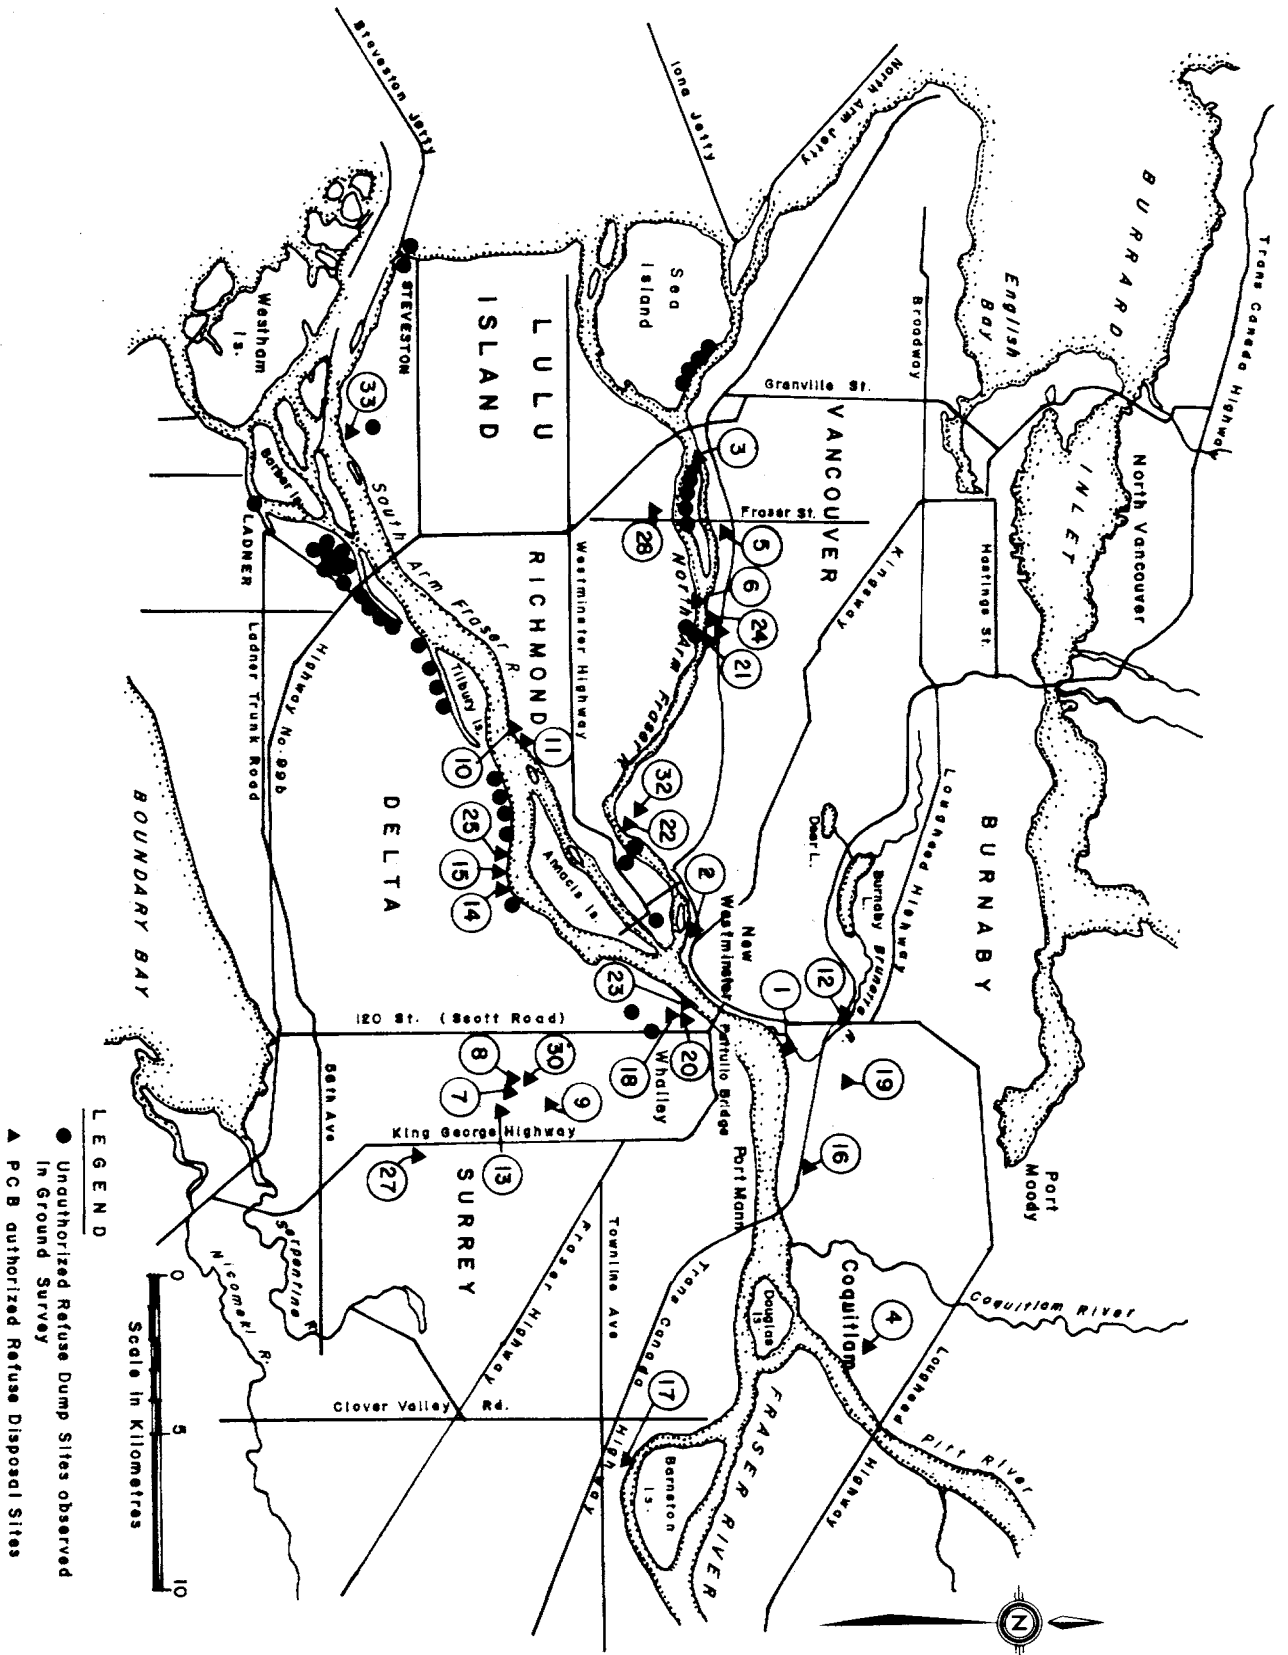 Trans Canada Highway
BURRARD
INLET
English
Bay
North Vancouver
Port
Moody
North Arm Jetty
Iona Jetty
Steveston Jetty
Broadway
Granville St.
VANCOUVER
Hastings St.
Kingsway
Fraser St.
BURNABY
Lougheed Highway
Deer L.
Burnaby
L.
Brunette R.
Sea
Island
North Arm Fraser R.
LULU
ISLAND
STEVESTON
RICHMOND
Westminster Highway
New
Westminster
Pattullo Bridge
Port Mann
Coquitlam
Coquitlam River
Lougheed
Highway
Pitt River
Douglas
Is.
FRASER RIVER
Barnston
Is.
Westham
Is.
Barber Is.
South Arm Fraser R.
Tilbury Is.
Annacis Is.
LADNER
Ladner Trunk Road
Highway No. 99b
DELTA
BOUNDARY BAY
120 St. (Scott Road)
Whalley
King George Highway
56th Ave
SURREY
Serpentine R.
Nicomekl R.
Fraser Highway
Townline Ave
Trans Canada Highway
Clover Valley Rd.
1
2
3
4
5
6
7
8
9
10
11
12
13
14
15
16
17
18
19
20
21
22
23
24
25
27
28
30
32
33
N
LEGEND
Unauthorized Refuse Dump Sites observed
in Ground Survey
PCB authorized Refuse Disposal Sites
0
5
10
Scale in Kilometres